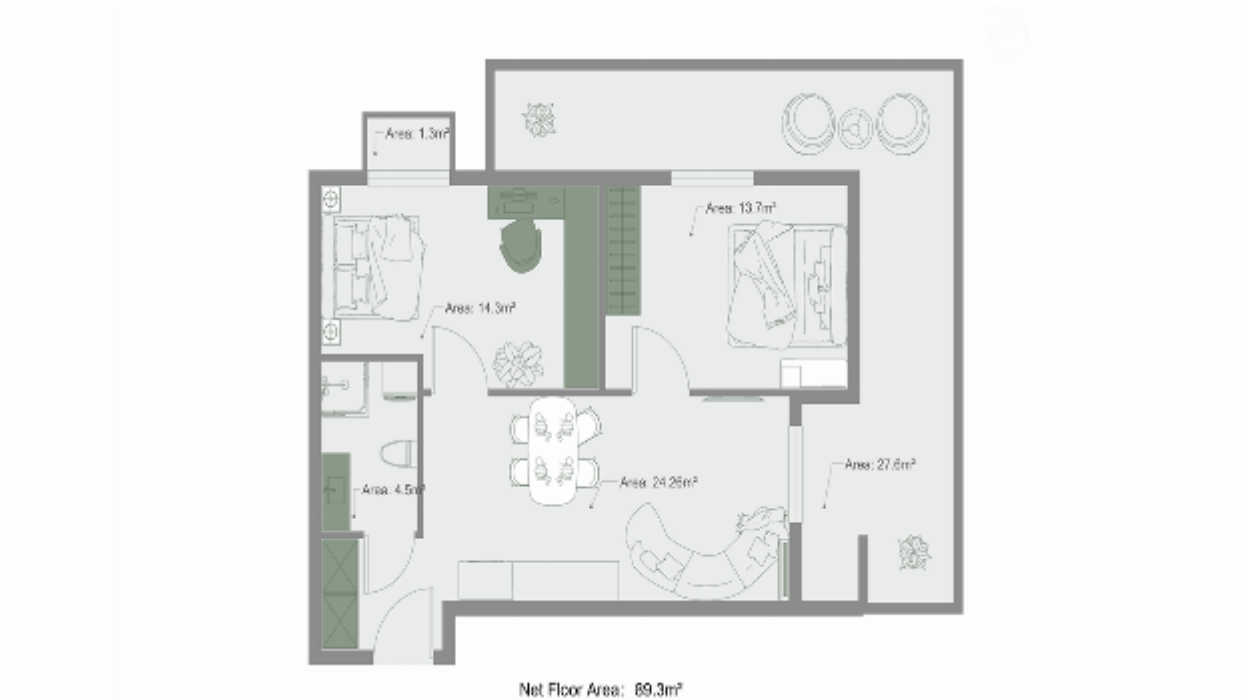 Area: 1.3m²
Area: 13.7m²
Area: 14.3m²
Area: 27.6m²
Area: 24.26m²
Area: 4.5m²
Net Floor Area: 89.3m²